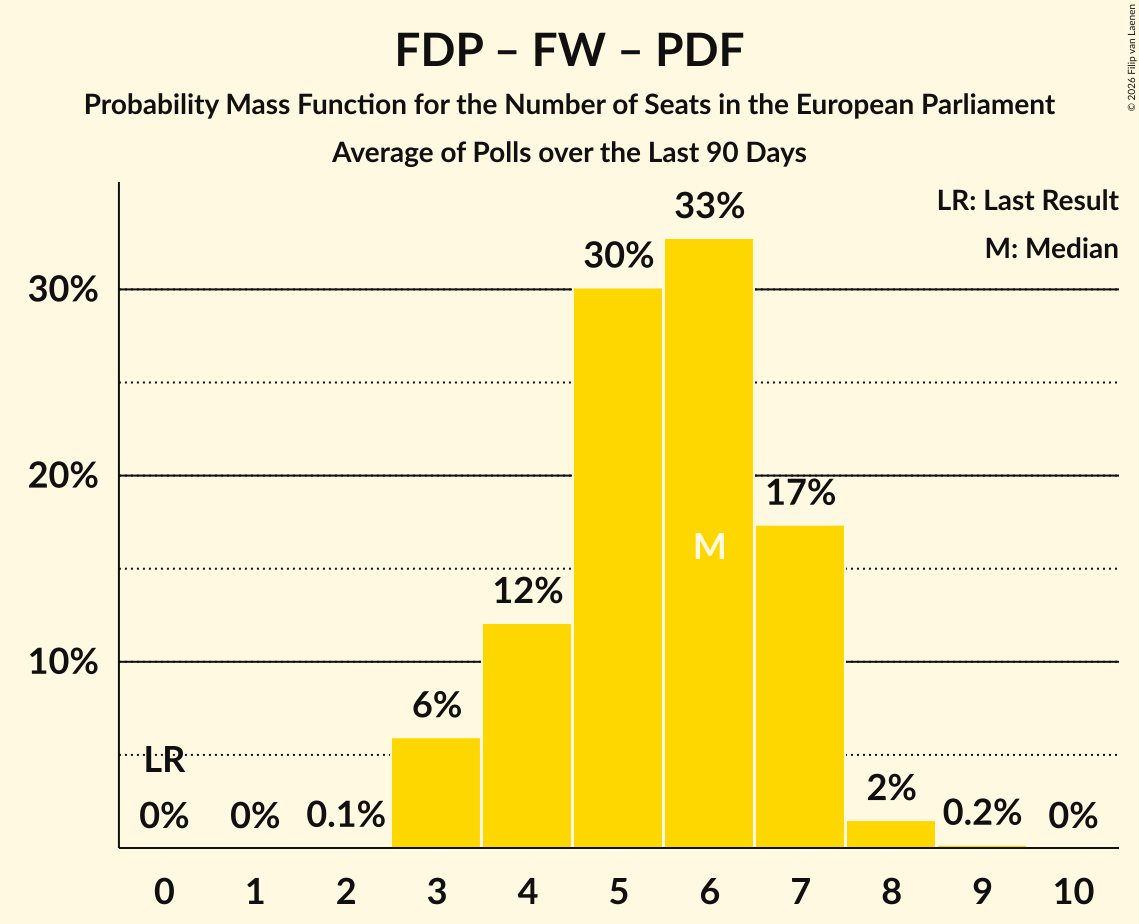 FDP – FW – PDF
Probability Mass Function for the Number of Seats in the European Parliament
Average of Polls over the Last 90 Days
© 2026 Filip van Laenen
LR: Last Result
M: Median
33%
30%
30%
20%
17%
M
12%
10%
6%
LR
2%
0% 0% 0.1% 0.2% 0%
0 1 2 3 4 5 6 7 8 9 10